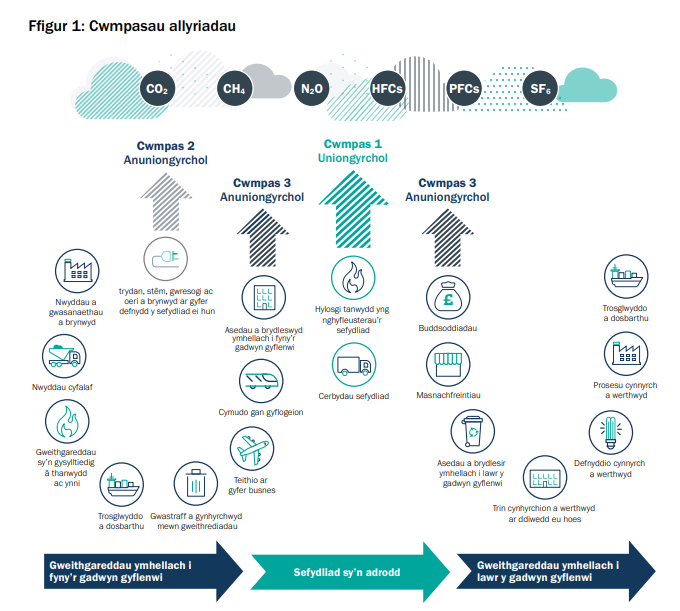 Ffigur 1: Cwmpasau allyriadau
CO₂
CH₄
N₂O
HFCs
PFCs
SF₆
Cwmpas 2
Anuniongyrchol
Cwmpas 3
Anuniongyrchol
Cwmpas 1
Uniongyrchol
Cwmpas 3
Anuniongyrchol
Nwyddau a
gwasanaethau
a brynwyd
trydan, stêm, gwresogi ac
oeri a brynwyd ar gyfer
defnydd y sefydliad ei hun
Asedau a brydleswyd
ymhellach i fyny'r
gadwyn gyflenwi
Hylosgi tanwydd yng
nghyfleusterau'r
sefydliad
£
Buddsoddiadau
Trosglwyddo
a dosbarthu
Nwyddau cyfalaf
Cymudo gan gyflogeion
Cerbydau sefydliad
Masnachfreintiau
Prosesu cynnyrch
a werthwyd
Gweithgareddau
sy'n gysylltiedig
â thanwydd
ac ynni
Trosglwyddo
a dosbarthu
Gwastraff a gynhyrchwyd
mewn gweithrediadau
Teithio ar
gyfer busnes
Asedau a brydlesir
ymhellach i lawr y
gadwyn gyflenwi
Trin cynhyrchion a werthwyd
ar ddiwedd eu hoes
Defnyddio cynnyrch
a werthwyd
Gweithgareddau ymhellach i
fyny'r gadwyn gyflenwi
Sefydliad sy'n adrodd
Gweithgareddau ymhellach i
lawr y gadwyn gyflenwi